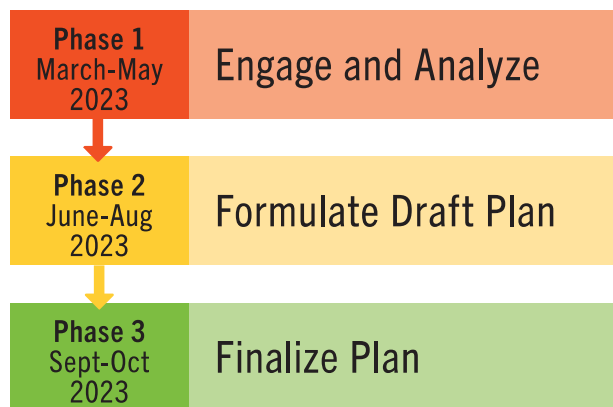 Phase 1
March-May
2023
Engage and Analyze
Phase 2
June-Aug
2023
Formulate Draft Plan
Phase 3
Sept-Oct
2023
Finalize Plan